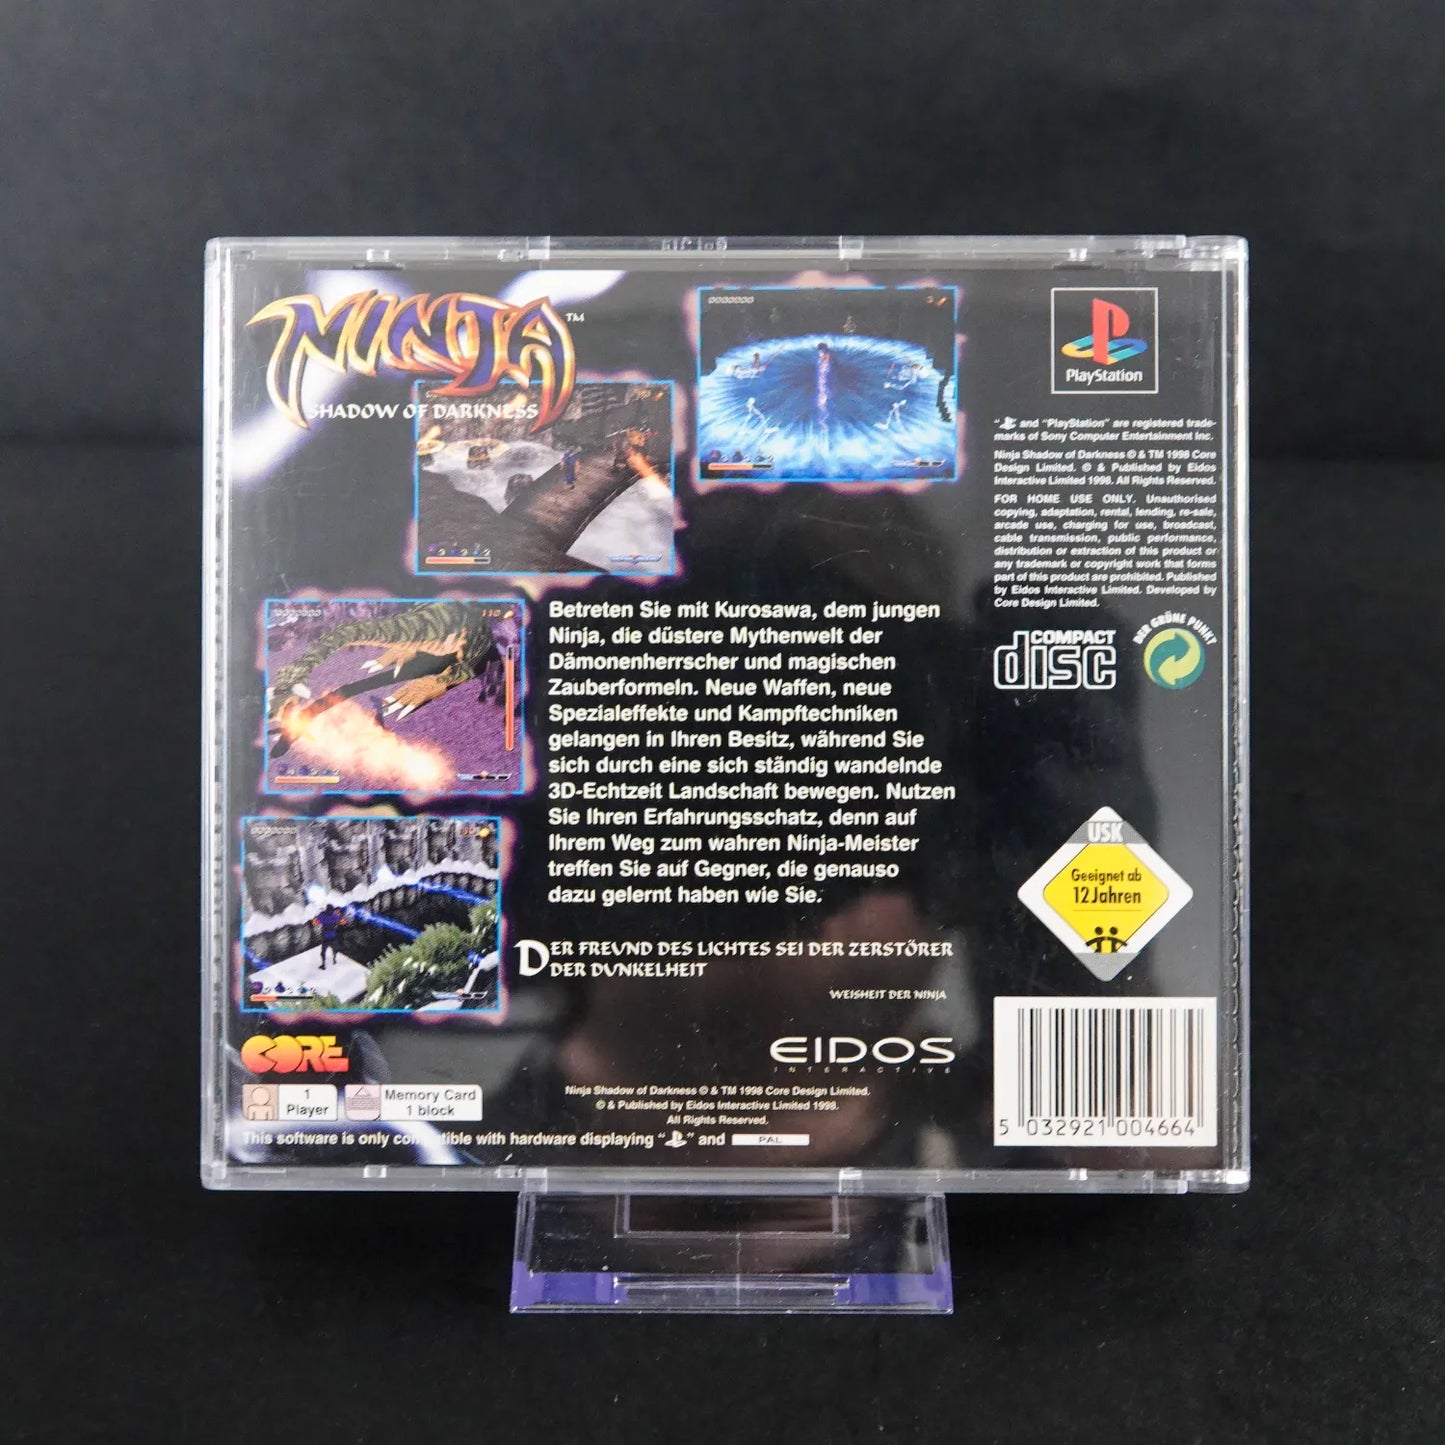 NINJA™
SHADOW OF DARKNESS
PlayStation
"PS and "PlayStation" are registered trade-
marks of Sony Computer Entertainment Inc.
Ninja Shadow of Darkness © & TM 1998 Core
Design Limited. © & Published by Eidos
Interactive Limited 1998. All Rights Reserved.
FOR HOME USE ONLY. Unauthorised
copying, adaptation, rental, lending, re-sale,
arcade use, charging for use, broadcast,
cable transmission, public performance,
distribution or extraction of this product or
any trademark or copyright work that forms
part of this product are prohibited. Published
by Eidos Interactive Limited. Developed by
Core Design Limited.
COMPACT
disc
DER GRÜNE PUNKT
Betreten Sie mit Kurosawa, dem jungen
Ninja, die düstere Mythenwelt der
Dämonenherrscher und magischen
Zauberformeln. Neue Waffen, neue
Spezialeffekte und Kampftechniken
gelangen in Ihren Besitz, während Sie
sich durch eine sich ständig wandelnde
3D-Echtzeit Landschaft bewegen. Nutzen
Sie Ihren Erfahrungsschatz, denn auf
Ihrem Weg zum wahren Ninja-Meister
treffen Sie auf Gegner, die genauso
dazu gelernt haben wie Sie.
DER FREUND DES LICHTES SEI DER ZERSTÖRER
DER DUNKELHEIT
WEISHEIT DER NINJA
USK
Geeignet ab
12 Jahren
CORE
EIDOS
INTERACTIVE
1
Player
Memory Card
1 block
Ninja Shadow of Darkness © & TM 1998 Core Design Limited.
© & Published by Eidos Interactive Limited 1998.
All Rights Reserved.
This software is only compatible with hardware displaying "PS" and PAL
5 032921 004664